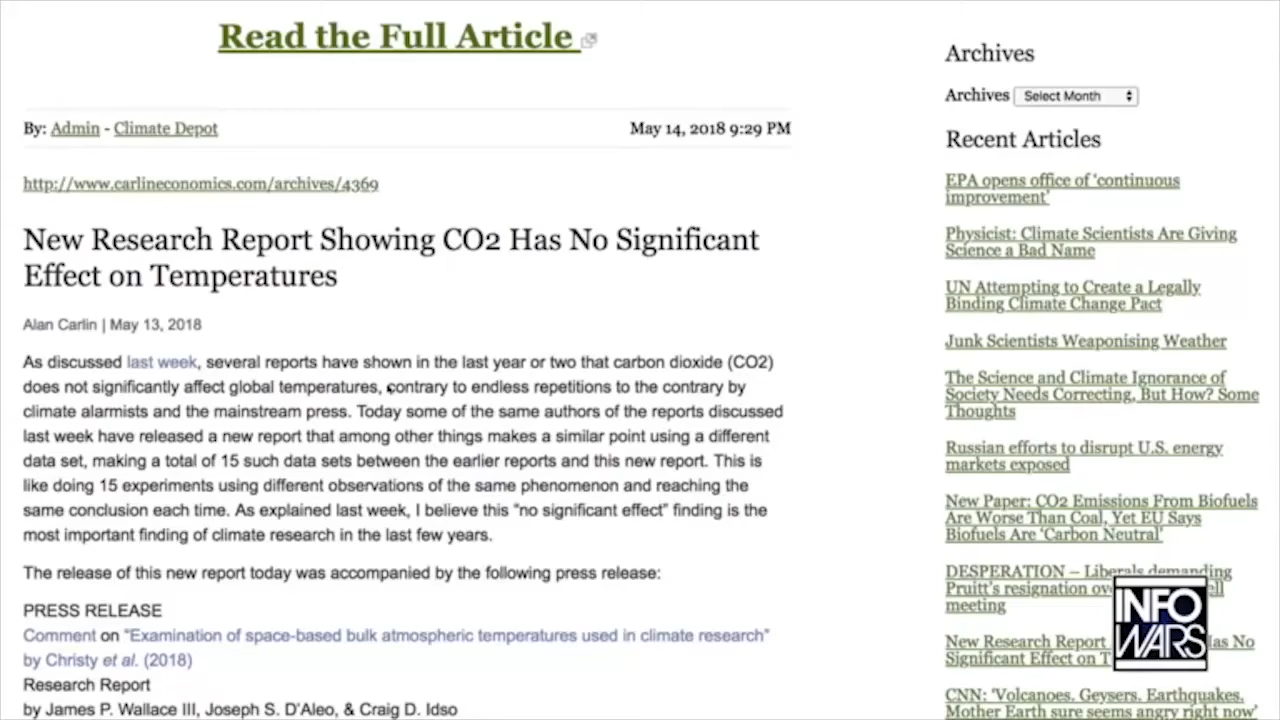 Read the Full Article
By: Admin - Climate Depot
May 14, 2018 9:29 PM
http://www.carlineconomics.com/archives/4369
New Research Report Showing CO2 Has No Significant
Effect on Temperatures
Alan Carlin | May 13, 2018
As discussed last week, several reports have shown in the last year or two that carbon dioxide (CO2)
does not significantly affect global temperatures, contrary to endless repetitions to the contrary by
climate alarmists and the mainstream press. Today some of the same authors of the reports discussed
last week have released a new report that among other things makes a similar point using a different
data set, making a total of 15 such data sets between the earlier reports and this new report. This is
like doing 15 experiments using different observations of the same phenomenon and reaching the
same conclusion each time. As explained last week, I believe this "no significant effect" finding is the
most important finding of climate research in the last few years.
The release of this new report today was accompanied by the following press release:
PRESS RELEASE
Comment on "Examination of space-based bulk atmospheric temperatures used in climate research"
by Christy et al. (2018)
Research Report
by James P. Wallace III, Joseph S. D'Aleo, & Craig D. Idso
Archives
Archives Select Month
Recent Articles
EPA opens office of 'continuous
improvement'
Physicist: Climate Scientists Are Giving
Science a Bad Name
UN Attempting to Create a Legally
Binding Climate Change Pact
Junk Scientists Weaponising Weather
The Science and Climate Ignorance of
Society Needs Correcting, But How? Some
Thoughts
Russian efforts to disrupt U.S. energy
markets exposed
New Paper: CO2 Emissions From Biofuels
Are Worse Than Coal, Yet EU Says
Biofuels Are 'Carbon Neutral'
DESPERATION – Liberals demanding
Pruitt's resignation
meeting
New Research Report Has No
Significant Effect on
CNN: 'Volcanoes. Geysers. Earthquakes.
Mother Earth sure seems angry right now'
INFO
WARS